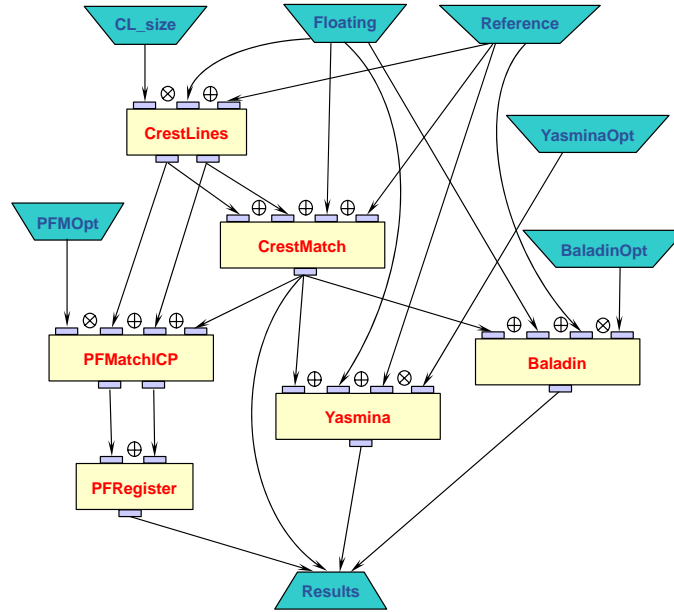 CL_size
Floating
Reference
CrestLines
YasminaOpt
PFMOpt
CrestMatch
BaladinOpt
PFMatchICP
Baladin
Yasmina
PFRegister
Results